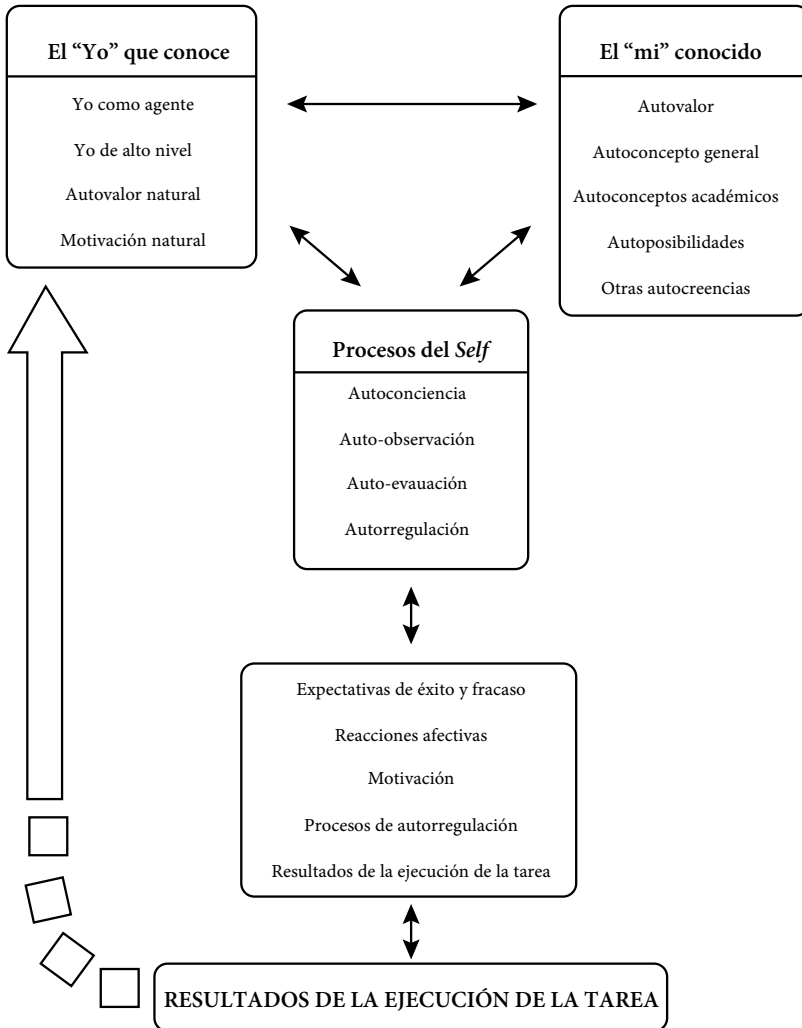 El “Yo” que conoce
Yo como agente
Yo de alto nivel
Autovalor natural
Motivación natural
El “mi” conocido
Autovalor
Autoconcepto general
Autoconceptos académicos
Autoposibilidades
Otras autocreencias
Procesos del Self
Autoconciencia
Auto-observación
Auto-evauación
Autorregulación
Expectativas de éxito y fracaso
Reacciones afectivas
Motivación
Procesos de autorregulación
Resultados de la ejecución de la tarea
RESULTADOS DE LA EJECUCIÓN DE LA TAREA